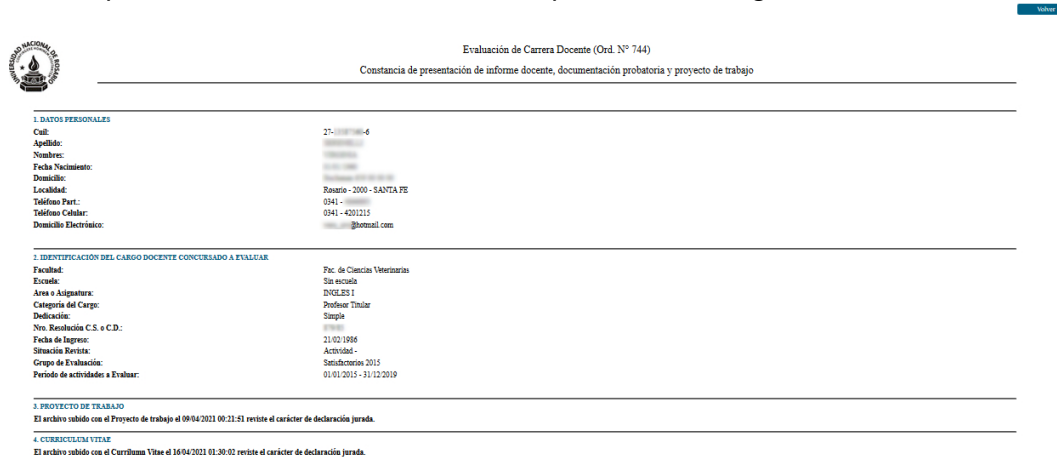 Volver
UNIVERSIDAD NACIONAL DE ROSARIO
Evaluación de Carrera Docente (Ord. N° 744)
Constancia de presentación de informe docente, documentación probatoria y proyecto de trabajo
1. DATOS PERSONALES
Cuil: 27- -6
Apellido:
Nombres:
Fecha Nacimiento:
Domicilio:
Localidad: Rosario - 2000 - SANTA FE
Teléfono Part.: 0341 -
Teléfono Celular: 0341 - 4201215
Domicilio Electrónico: @hotmail.com
2. IDENTIFICACIÓN DEL CARGO DOCENTE CONCURSADO A EVALUAR
Facultad: Fac. de Ciencias Veterinarias
Escuela: Sin escuela
Area o Asignatura: INGLES I
Categoría del Cargo: Profesor Titular
Dedicación: Simple
Nro. Resolución C.S. o C.D.:
Fecha de Ingreso: 21/02/1986
Situación Revista: Actividad -
Grupo de Evaluación: Satisfactorios 2015
Período de actividades a Evaluar: 01/01/2015 - 31/12/2019
3. PROYECTO DE TRABAJO
El archivo subido con el Proyecto de trabajo el 09/04/2021 00:21:51 reviste el carácter de declaración jurada.
4. CURRICULUM VITAE
El archivo subido con el Currilumn Vitae el 16/04/2021 01:30:02 reviste el carácter de declaración jurada.